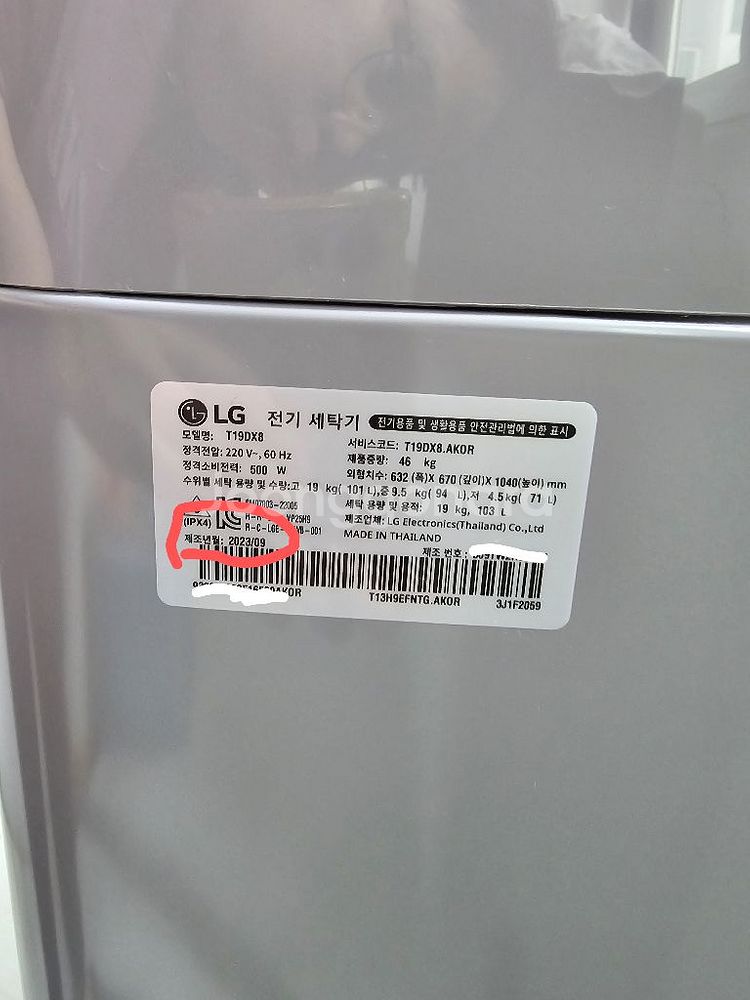 LG 전기 세탁기 전기용품 및 생활용품 안전관리법에 의한 표시
모델명: T19DX8 서비스코드: T19DX8.AKOR
정격전압: 220 V~, 60 Hz 제품중량: 46 kg
정격소비전력: 500 W 외형치수: 632 (폭)X 670 (깊이)X 1040(높이) mm
수위별 세탁 용량 및 수량:고 19 kg( 101 L),중 9.5 kg( 94 L), 저 4.5kg( 71 L)
세탁 용량 및 용적: 19 kg, 103 L
(IPX4) 제조업체: LG Electronics(Thailand) Co.,Ltd
MADE IN THAILAND
제조년월: 2023/09 제조 번호:
T13H9EFNTG.AKOR 3J1F2059